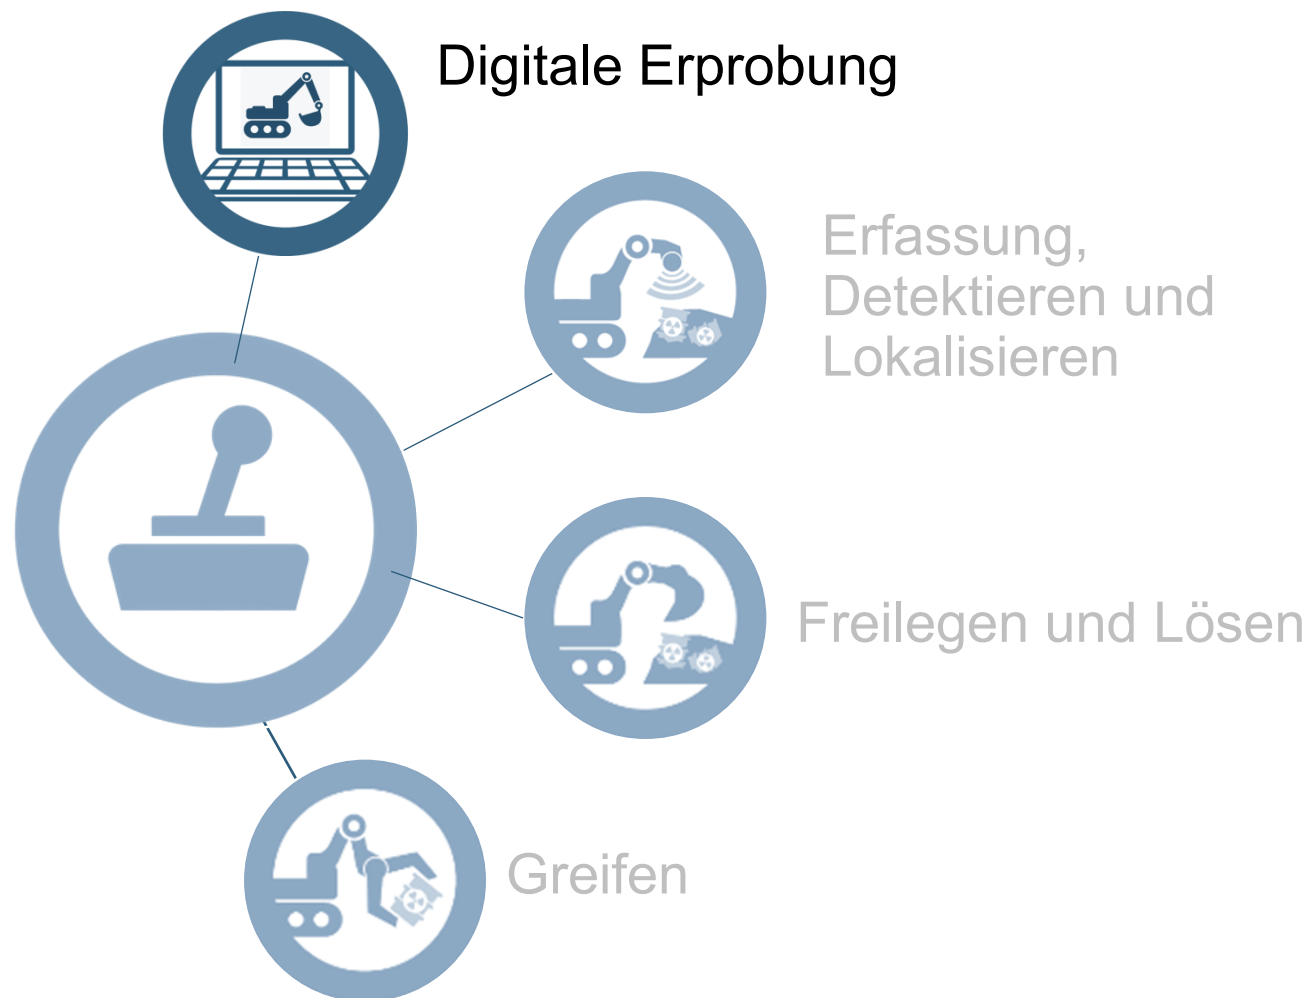 Digitale Erprobung
Erfassung,
Detektieren und
Lokalisieren
Freilegen und Lösen
Greifen